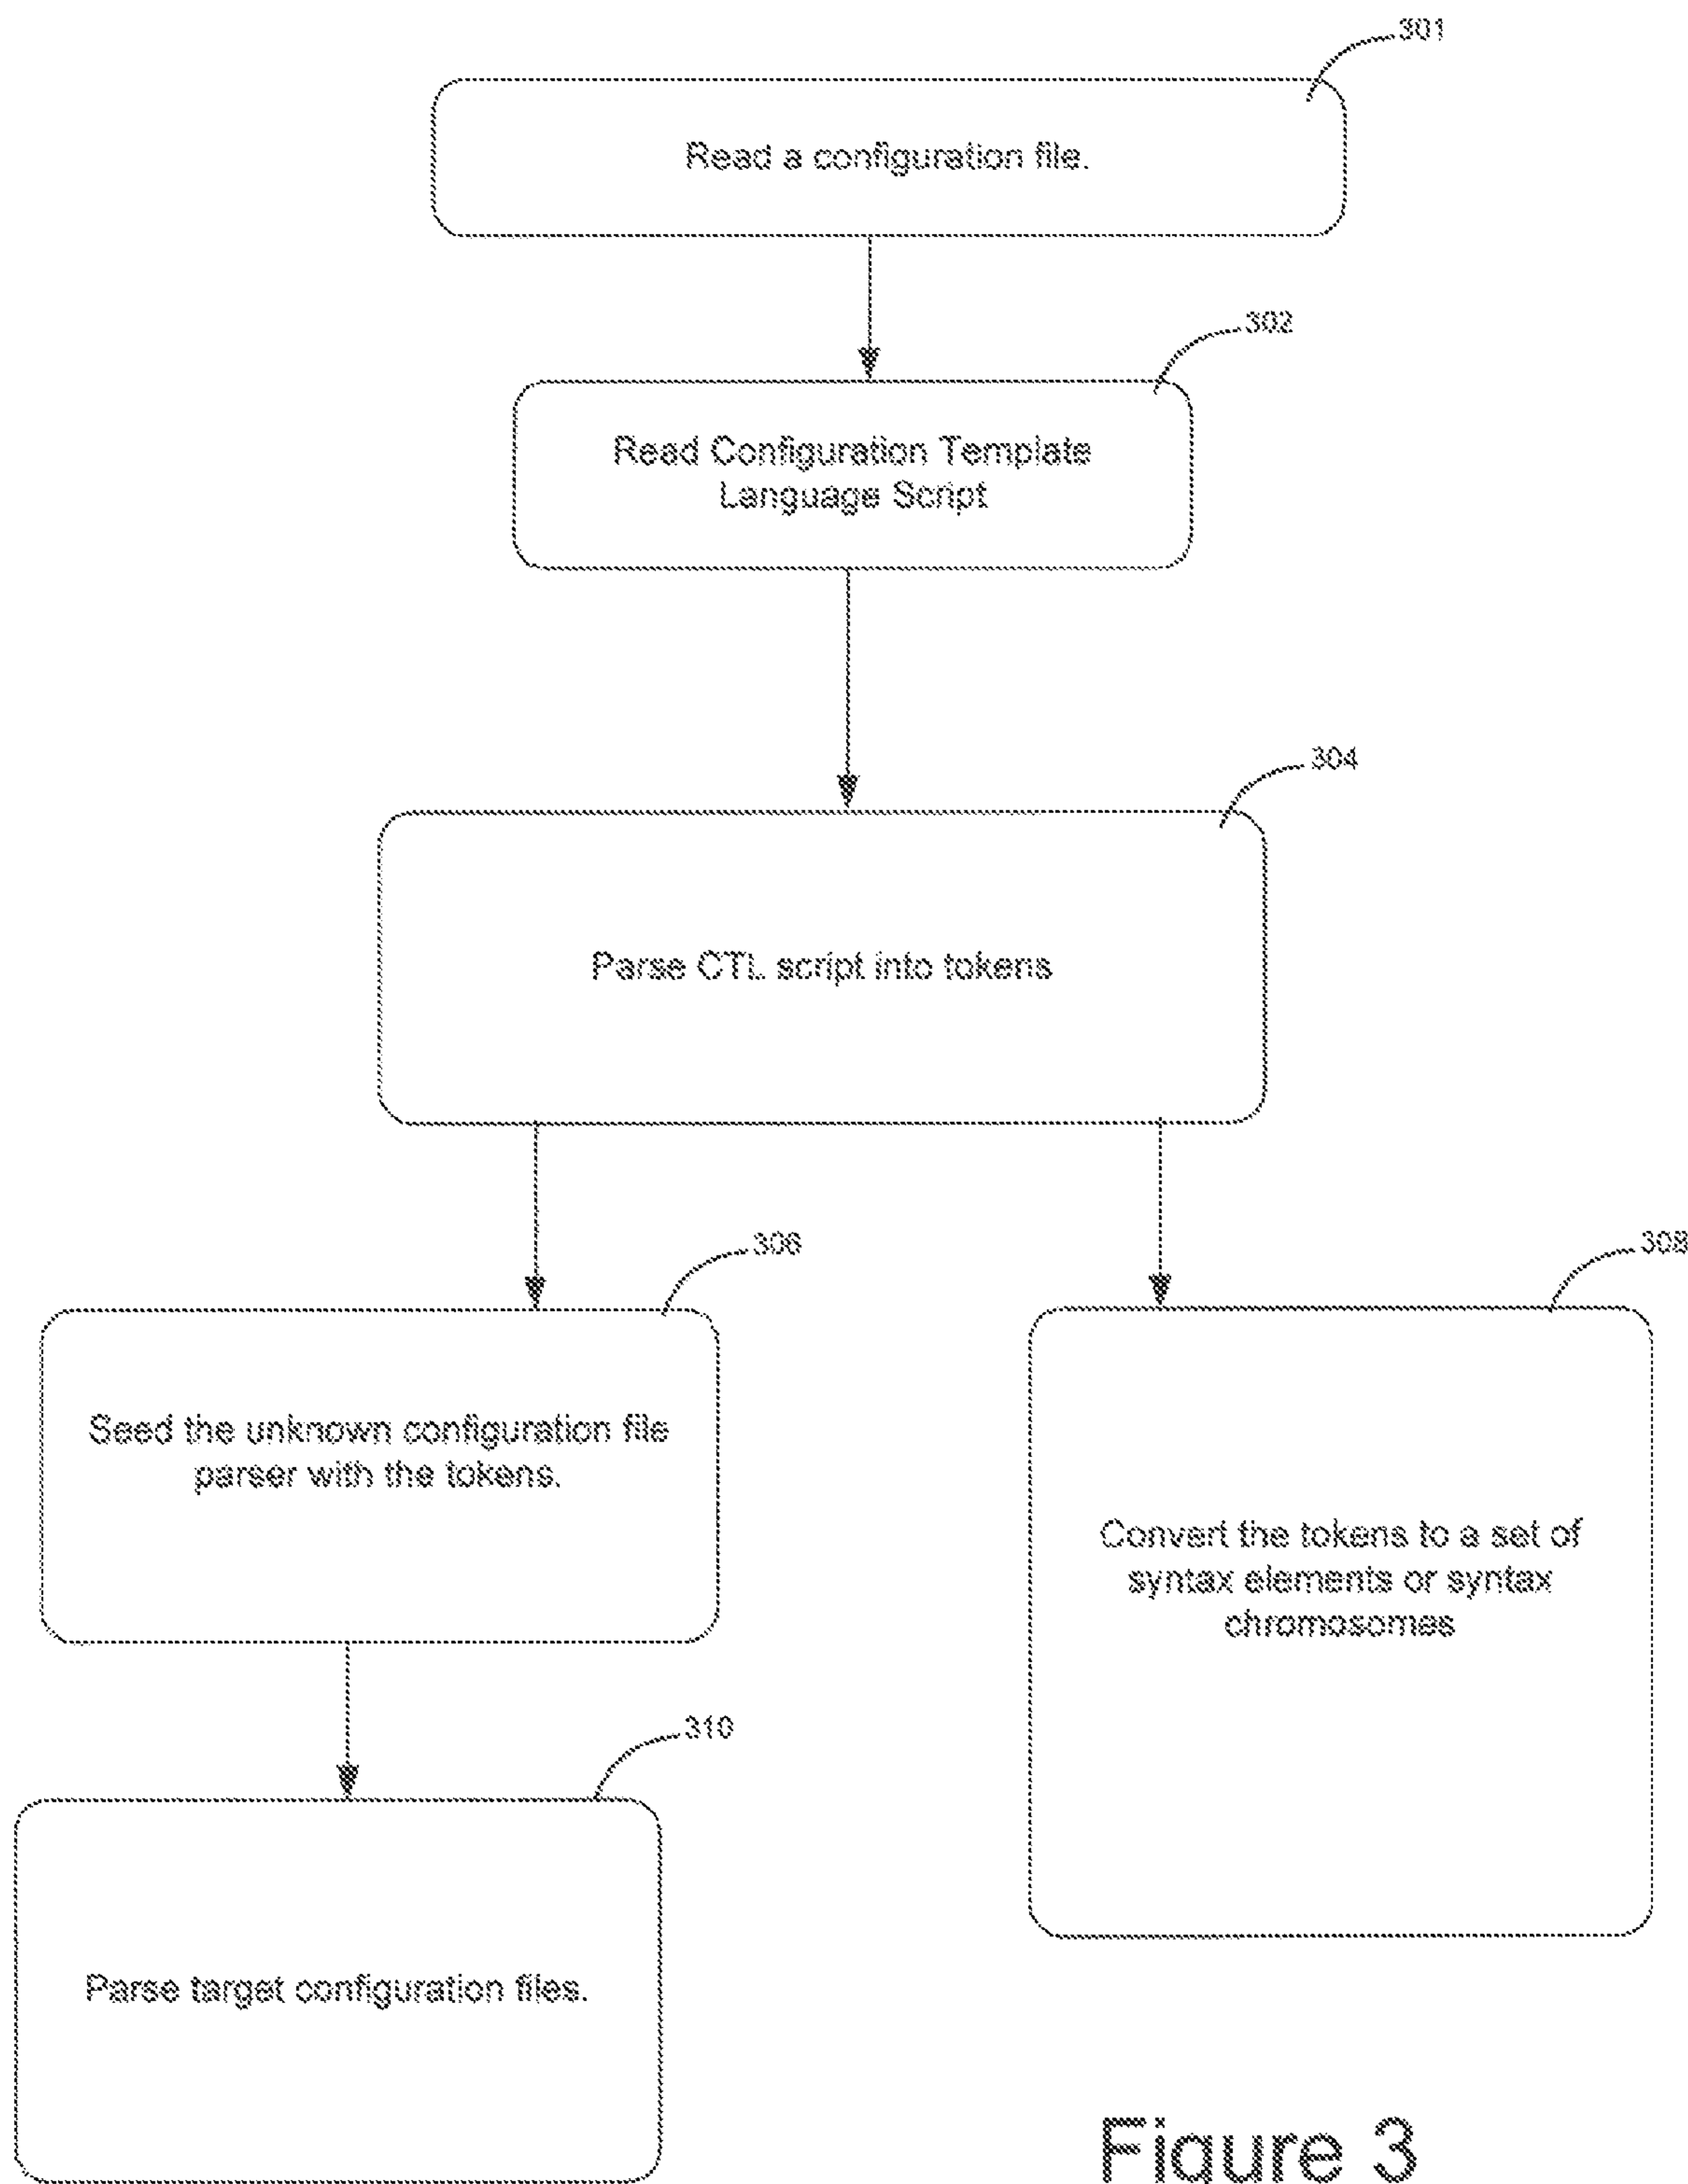 301
Read a configuration file.
302
Read Configuration Template
Language Script
304
Parse CTL script into tokens
306
Seed the unknown configuration file
parser with the tokens.
308
Convert the tokens to a set of
syntax elements or syntax
chromosomes
310
Parse target configuration files.
Figure 3